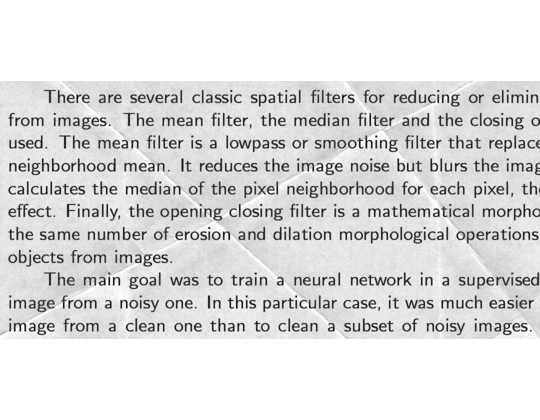 There are several classic spatial filters for reducing or elimin
from images. The mean filter, the median filter and the closing o
used. The mean filter is a lowpass or smoothing filter that replace
neighborhood mean. It reduces the image noise but blurs the imag
calculates the median of the pixel neighborhood for each pixel, the
effect. Finally, the opening closing filter is a mathematical morpho
the same number of erosion and dilation morphological operations
objects from images.
The main goal was to train a neural network in a supervised
image from a noisy one. In this particular case, it was much easier
image from a clean one than to clean a subset of noisy images.